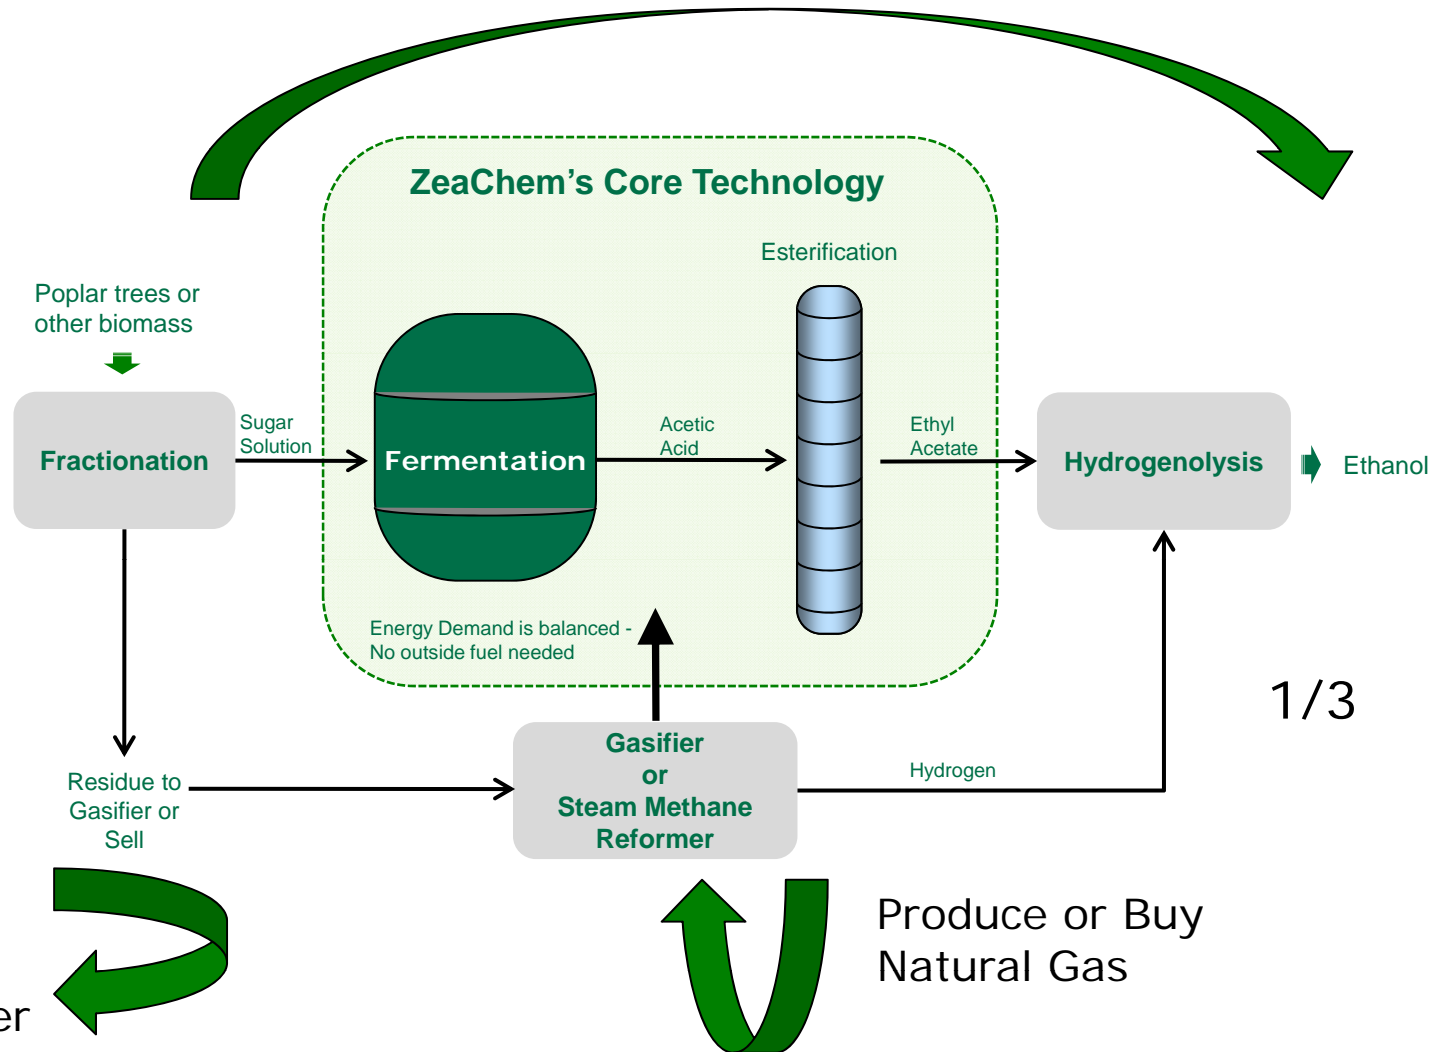 ZeaChem's Core Technology
Esterification
Poplar trees or
other biomass
Fractionation
Sugar
Solution
Fermentation
Acetic
Acid
Ethyl
Acetate
Hydrogenolysis
Ethanol
Energy Demand is balanced -
No outside fuel needed
1/3
Residue to
Gasifier or
Sell
Gasifier
or
Steam Methane
Reformer
Hydrogen
Produce or Buy
Natural Gas